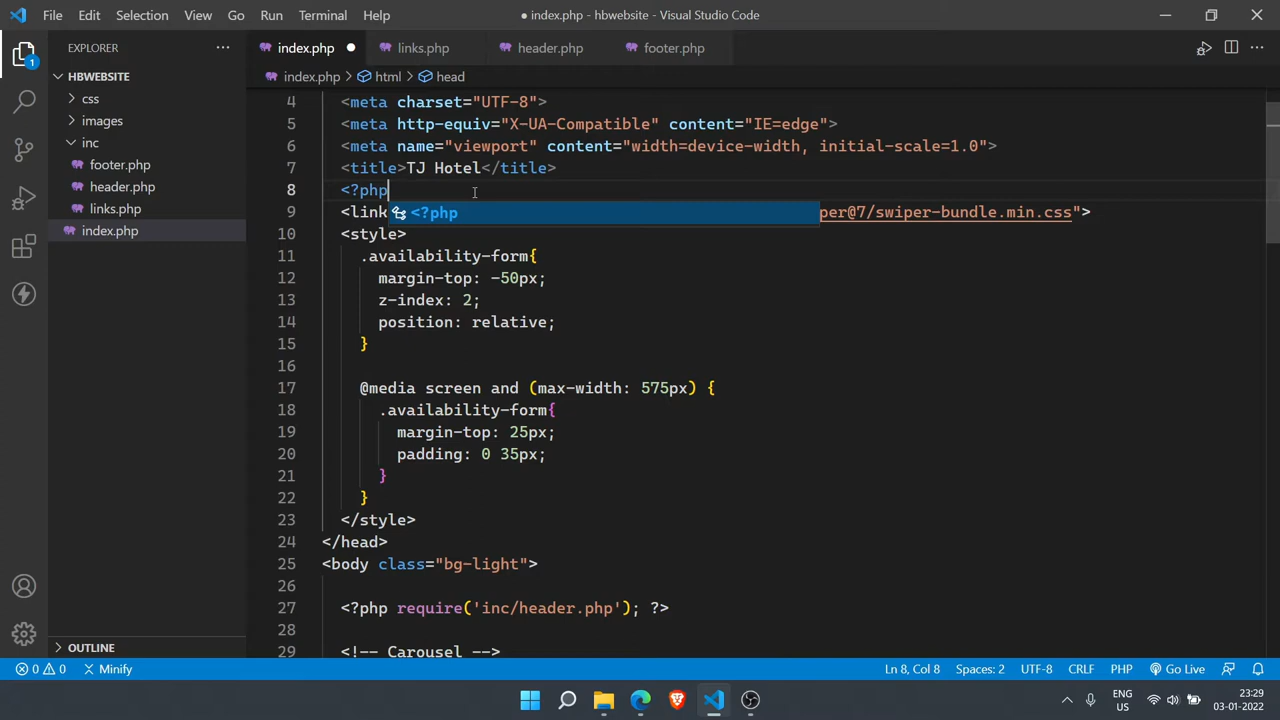 File Edit Selection View Go Run Terminal Help
● index.php - hbwebsite - Visual Studio Code
EXPLORER
HBWEBSITE
css
images
inc
footer.php
header.php
links.php
index.php
OUTLINE
index.php ● links.php header.php footer.php
index.php > html > head
4 <meta charset="UTF-8">
5 <meta http-equiv="X-UA-Compatible" content="IE=edge">
6 <meta name="viewport" content="width=device-width, initial-scale=1.0">
7 <title>TJ Hotel</title>
8 <?php
<?php
9 <link per@7/swiper-bundle.min.css">
10 <style>
11 .availability-form{
12 margin-top: -50px;
13 z-index: 2;
14 position: relative;
15 }
16
17 @media screen and (max-width: 575px) {
18 .availability-form{
19 margin-top: 25px;
20 padding: 0 35px;
21 }
22 }
23 </style>
24 </head>
25 <body class="bg-light">
26
27 <?php require('inc/header.php'); ?>
28
29 <!-- Carousel -->
1
0 0 Minify Ln 8, Col 8 Spaces: 2 UTF-8 CRLF PHP Go Live
ENG US 23:29 03-01-2022